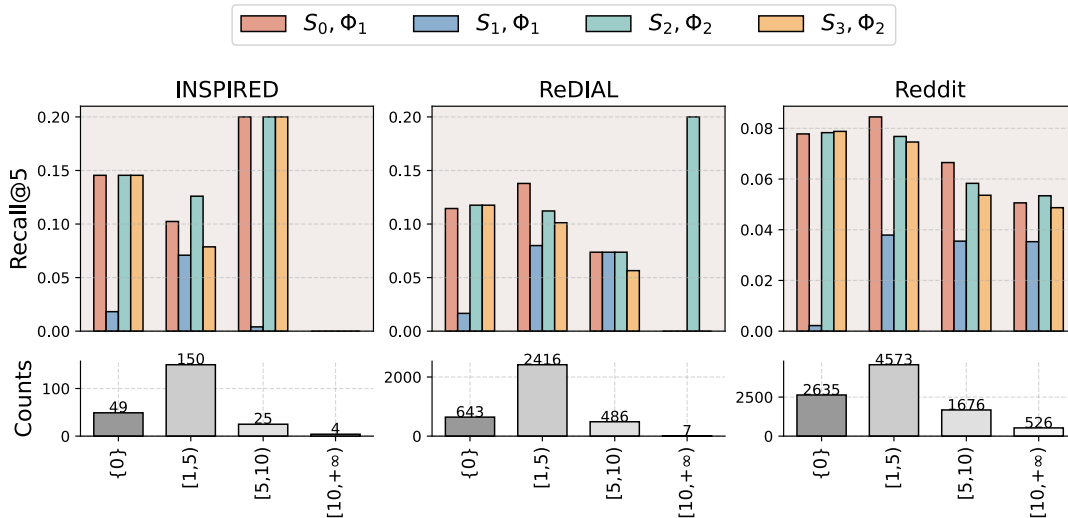 S₀, Φ₁ S₁, Φ₁ S₂, Φ₂ S₃, Φ₂
INSPIRED ReDIAL Reddit
Recall@5
0.20 0.20
0.15 0.15
0.10 0.10
0.05 0.05
0.00 0.00
0.08
0.06
0.04
0.02
0.00
Counts
100
0
49 150 25 4
2000
0
643 2416 486 7
2500
0
2635 4573 1676 526
{0} [1,5) [5,10) [10,+∞) {0} [1,5) [5,10) [10,+∞) {0} [1,5) [5,10) [10,+∞)